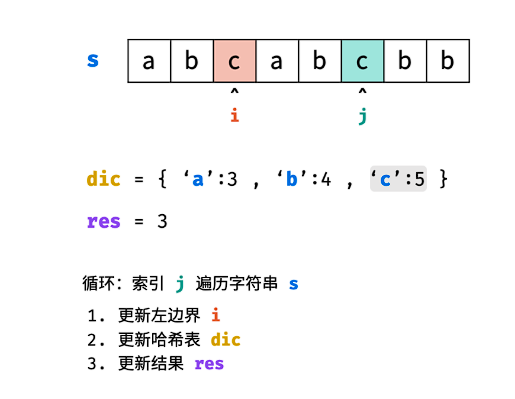 s a b c a b c b b
^ ^
i j
dic = { ‘a’:3 , ‘b’:4 , ‘c’:5 }
res = 3
循环: 索引 j 遍历字符串 s
1. 更新左边界 i
2. 更新哈希表 dic
3. 更新结果 res